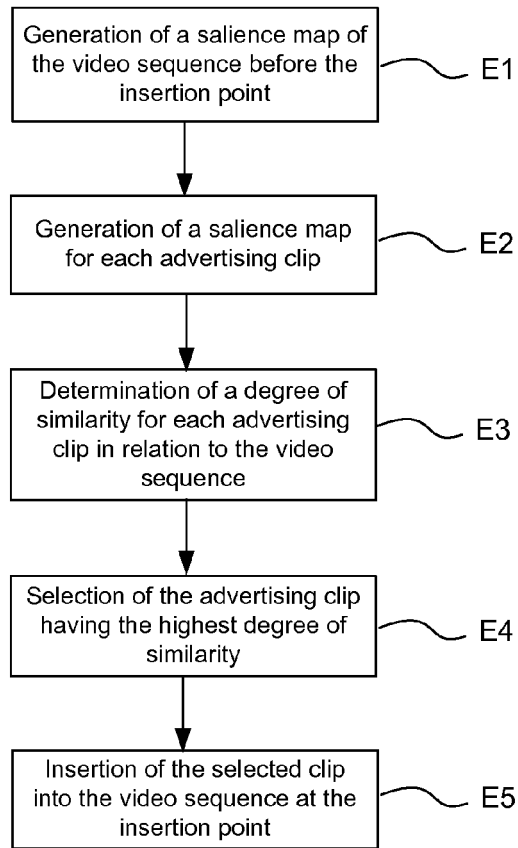 Generation of a salience map of
the video sequence before the
insertion point
E1
Generation of a salience map
for each advertising clip
E2
Determination of a degree of
similarity for each advertising
clip in relation to the video
sequence
E3
Selection of the advertising clip
having the highest degree of
similarity
E4
Insertion of the selected clip
into the video sequence at the
insertion point
E5